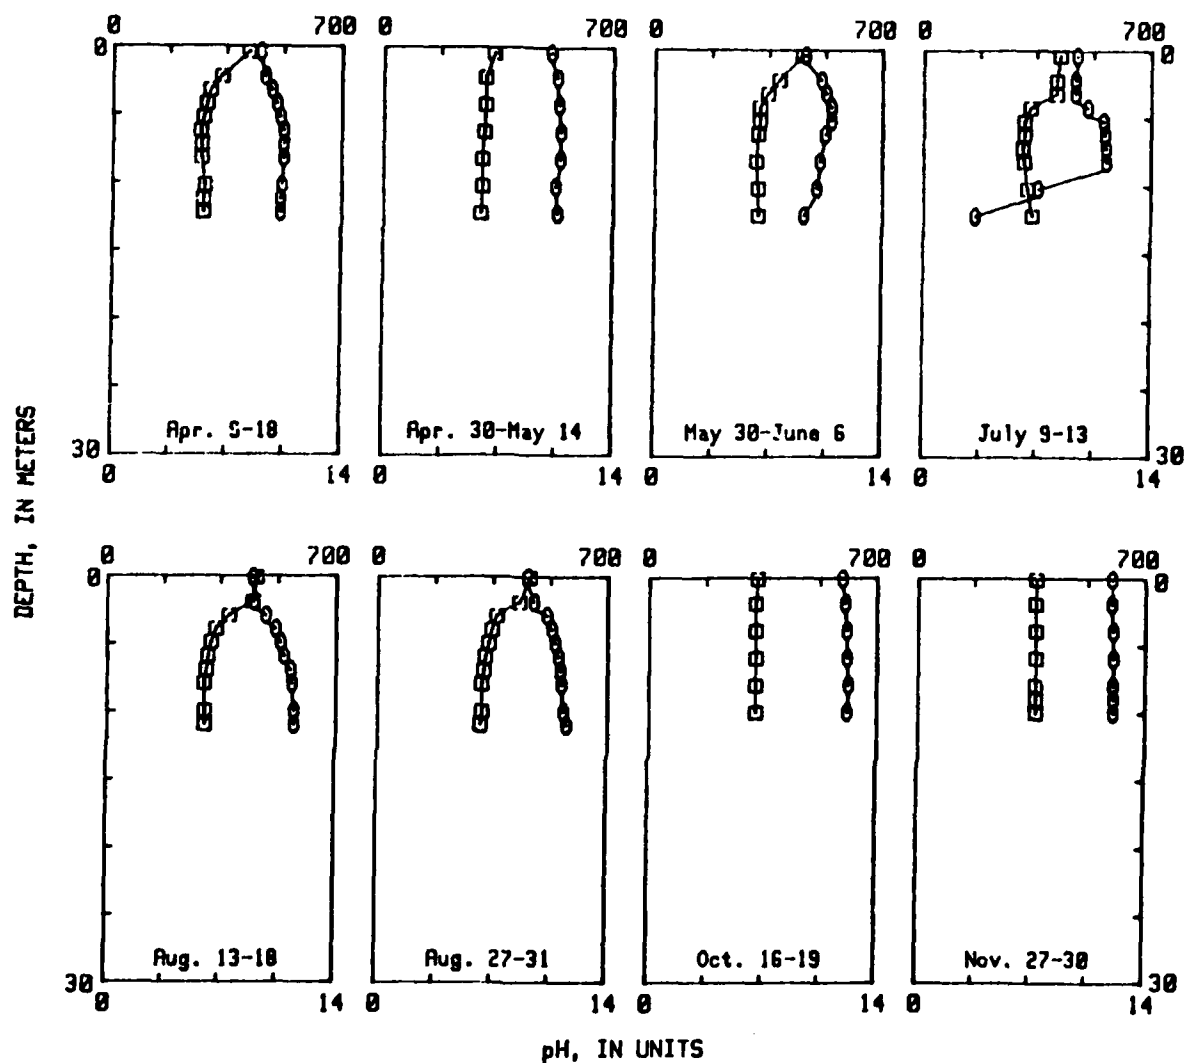 0 700 0 700 0 700 0 700
0 0
DEPTH, IN METERS
Apr. 18 Apr. 30-May 14 May 30-June 6 July 9-13
30 30
0 14 0 14 0 14 0 14
0 700 0 700 0 700 0 700
0 0
Aug. 13-18 Aug. 27-31 Oct. 16-19 Nov. 27-30
30 30
0 14 0 14 0 14 0 14
pH, IN UNITS